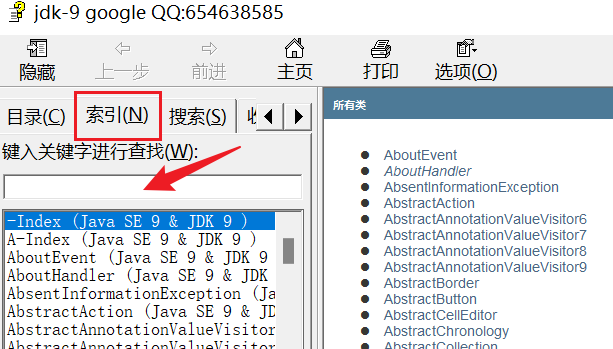 jdk-9 google QQ:654638585
隐藏 上一步 前进 主页 打印 选项(O)
目录(C) 索引(N) 搜索(S)
键入关键字进行查找(W):
-Index (Java SE 9 & JDK 9 )
A-Index (Java SE 9 & JDK 9 )
AboutEvent (Java SE 9 & JDK 9
AboutHandler (Java SE 9 & JDK
AbsentInformationException (Ja
AbstractAction (Java SE 9 & JD
AbstractAnnotationValueVisitor
AbstractAnnotationValueVisitor
AbstractAnnotationValueVisitor
所有类
AboutEvent
AboutHandler
AbsentInformationException
AbstractAction
AbstractAnnotationValueVisitor6
AbstractAnnotationValueVisitor7
AbstractAnnotationValueVisitor8
AbstractAnnotationValueVisitor9
AbstractBorder
AbstractButton
AbstractCellEditor
AbstractChronology
AbstractCollection